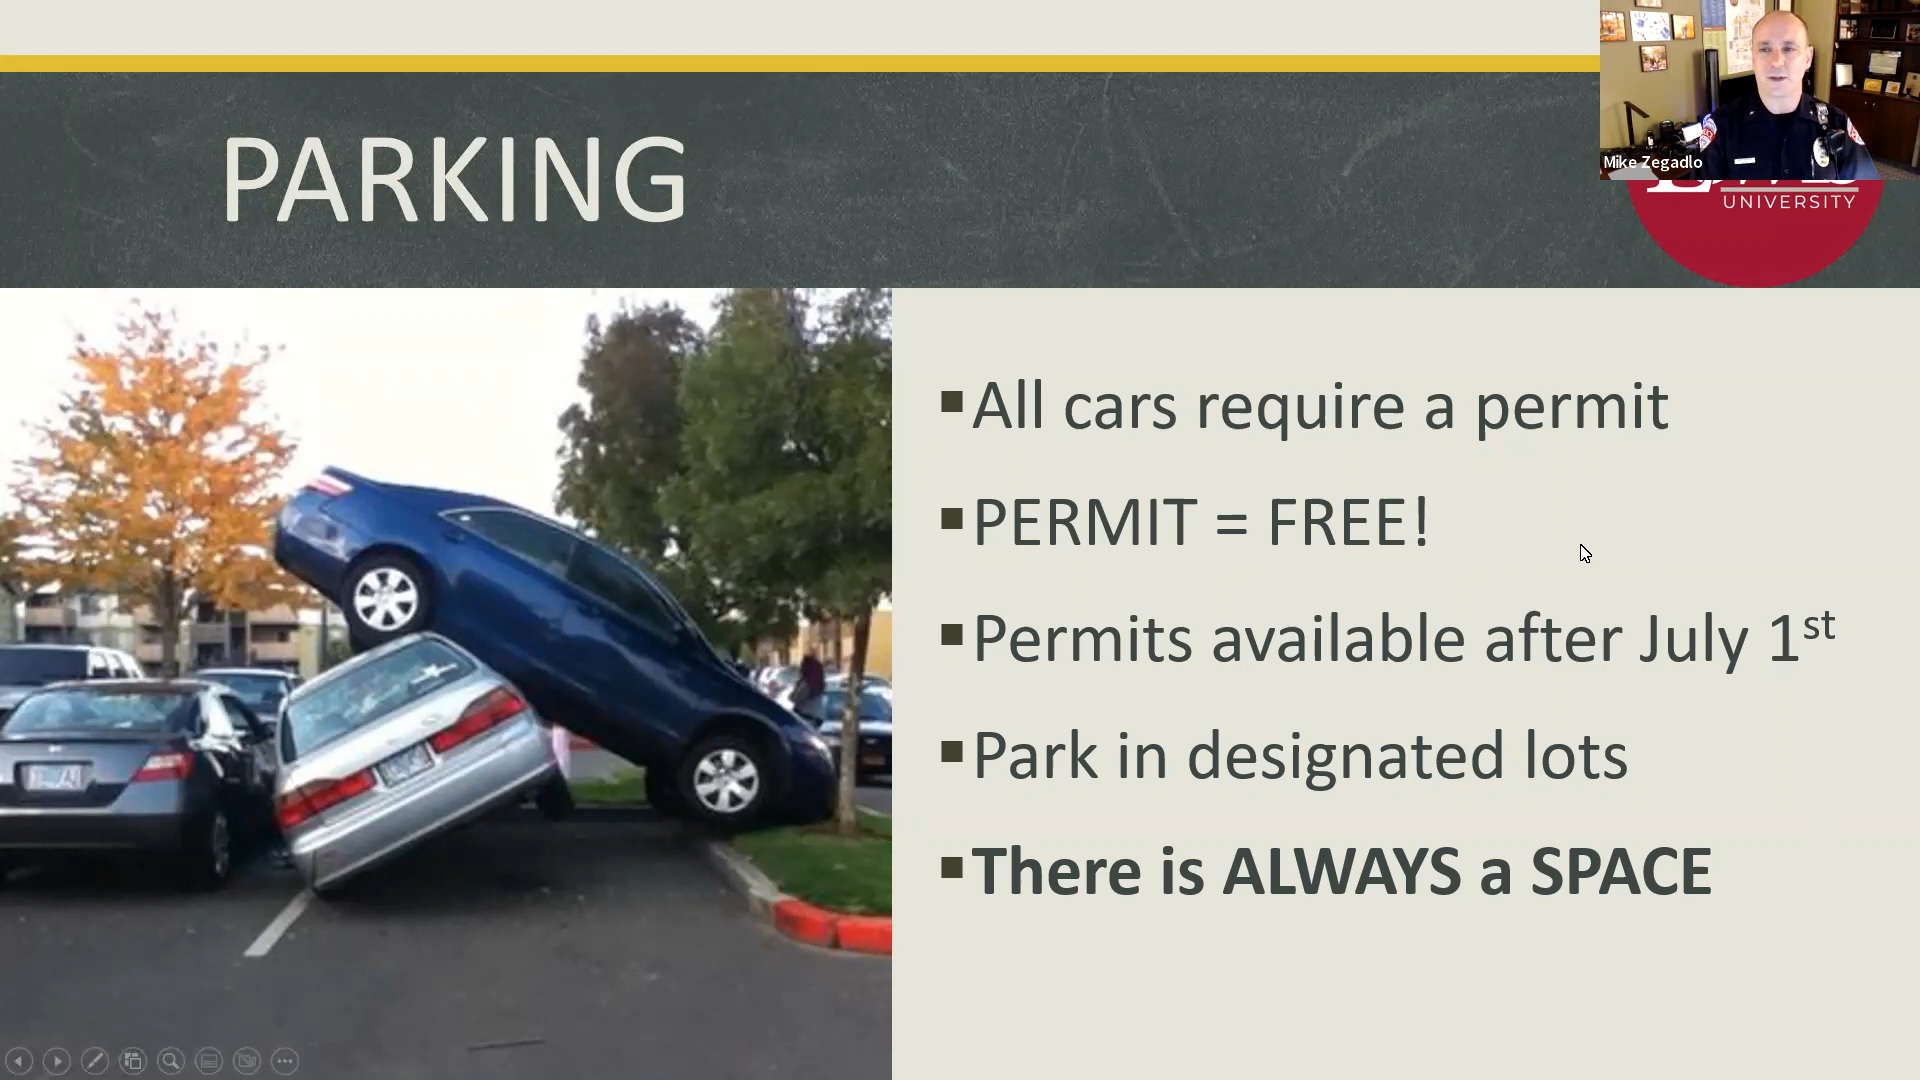 PARKING
Mike Zegadlo
UNIVERSITY
▪All cars require a permit
▪PERMIT = FREE!
▪Permits available after July 1st
▪Park in designated lots
▪There is ALWAYS a SPACE